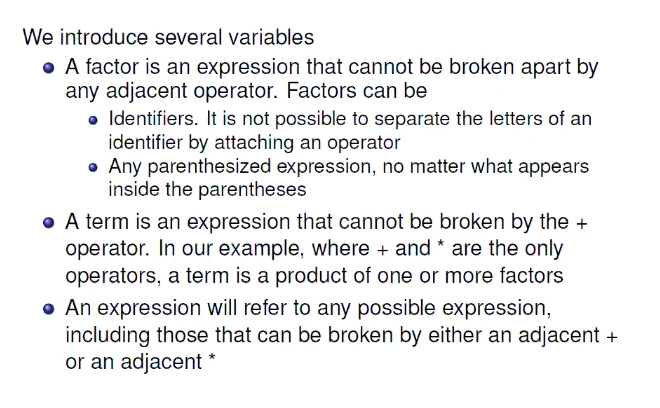 We introduce several variables
A factor is an expression that cannot be broken apart by
any adjacent operator. Factors can be
Identifiers. It is not possible to separate the letters of an
identifier by attaching an operator
Any parenthesized expression, no matter what appears
inside the parentheses
A term is an expression that cannot be broken by the +
operator. In our example, where + and * are the only
operators, a term is a product of one or more factors
An expression will refer to any possible expression,
including those that can be broken by either an adjacent +
or an adjacent *